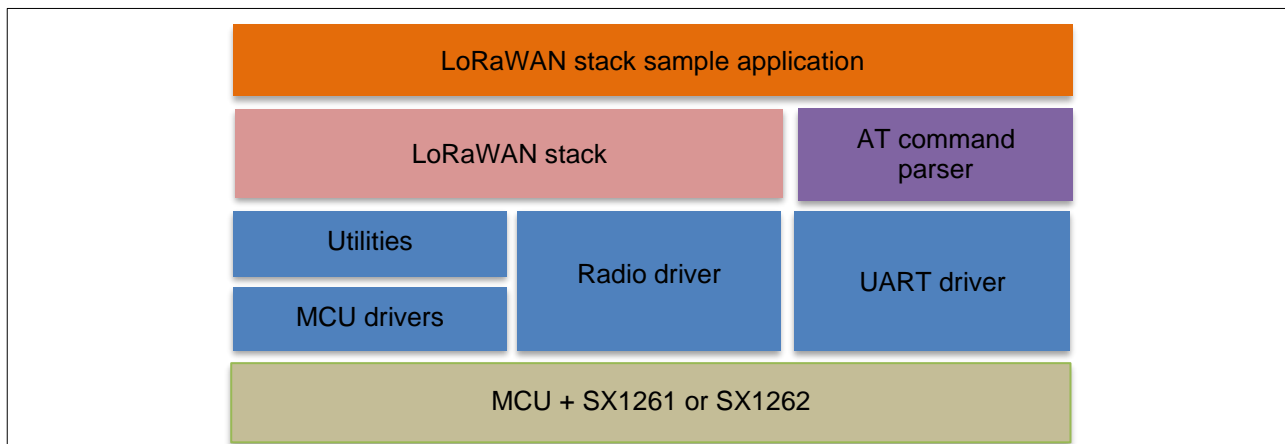 LoRaWAN stack sample application
LoRaWAN stack
AT command
parser
Utilities
Radio driver
UART driver
MCU drivers
MCU + SX1261 or SX1262